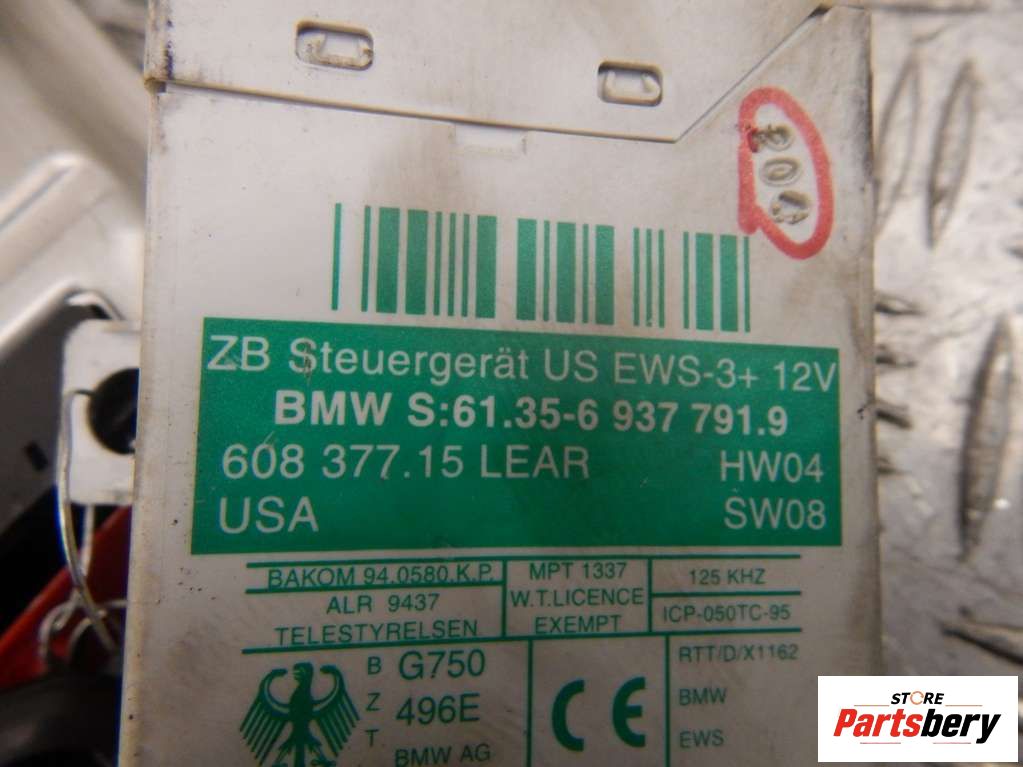 204
ZB Steuergerät US EWS-3+ 12V
BMW S:61.35-6 937 791.9
608 377.15 LEAR HW04
USA SW08
BAKOM 94.0580.K.P.
ALR 9437
TELESTYRELSEN
MPT 1337
W.T.LICENCE
EXEMPT
125 KHZ
ICP-050TC-95
B G750
Z 496E
T BMW AG
CE
RTT/D/X1162
BMW
EWS
STORE
Partsbery